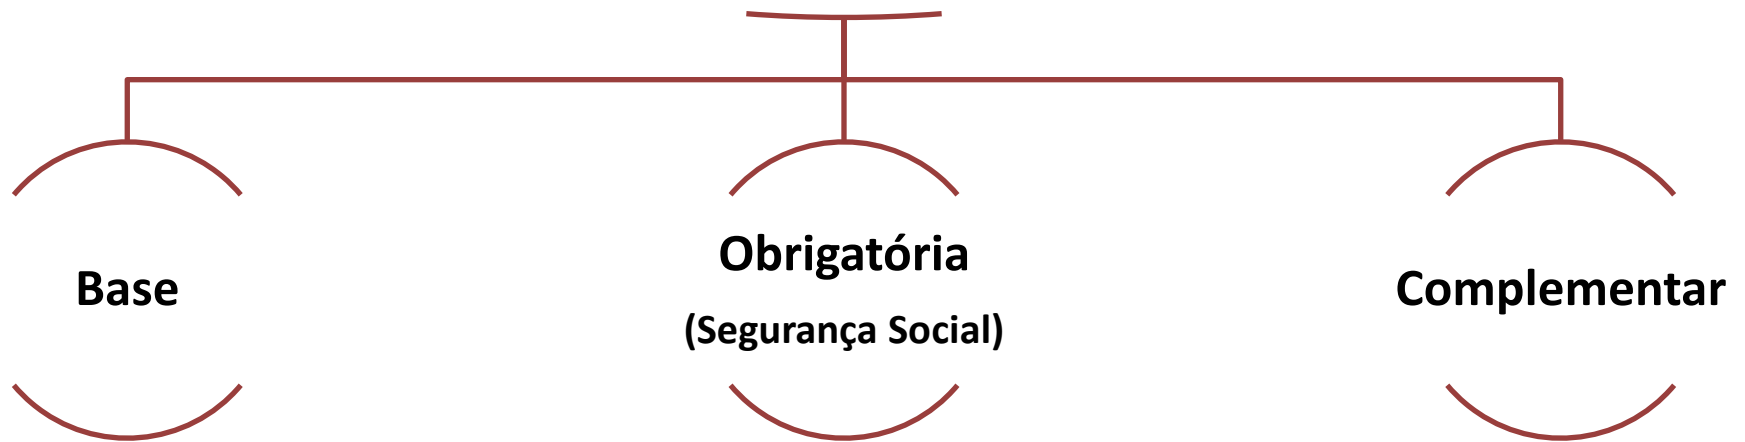 Base
Obrigatória
(Segurança Social)
Complementar